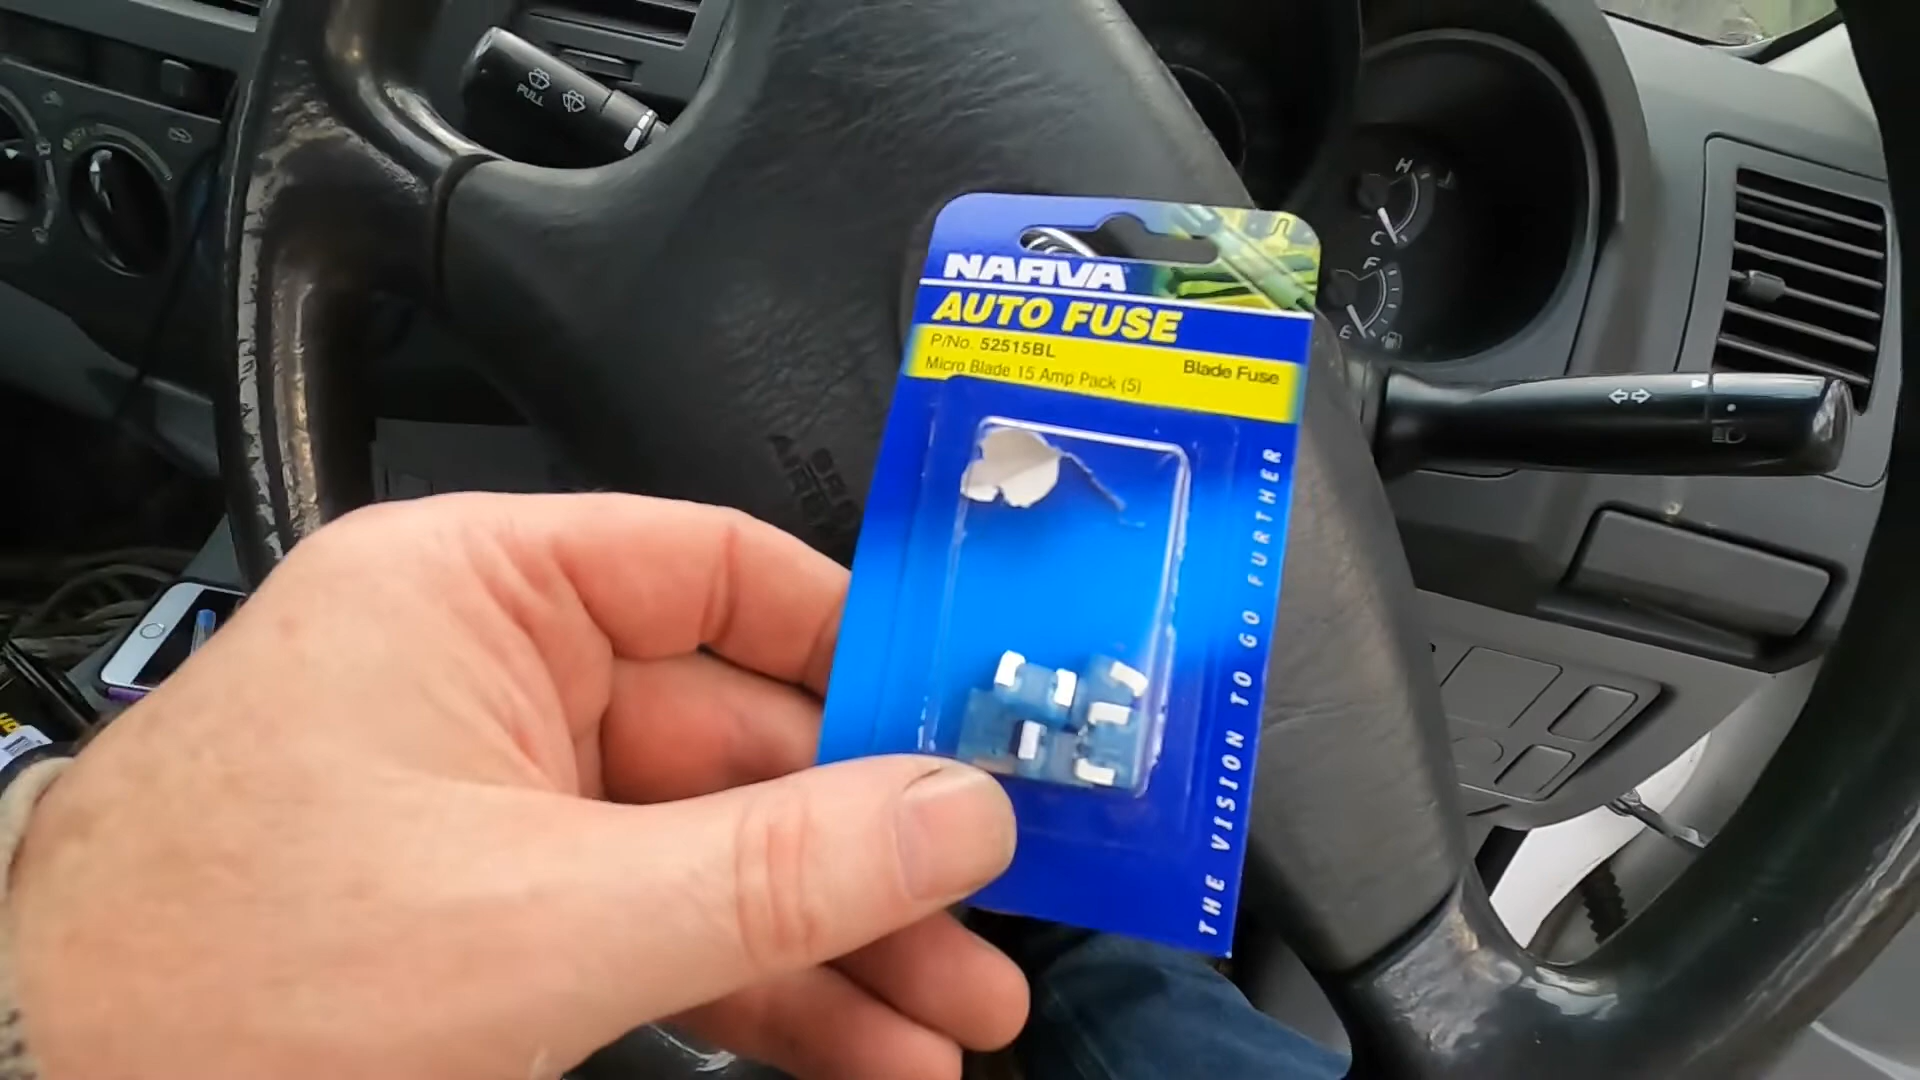 PULL
NARVA
AUTO FUSE
P/No. 52515BL
Micro Blade 15 Amp Pack (5)
Blade Fuse
THE VISION TO GO FURTHER
H
C
F
E
SRS